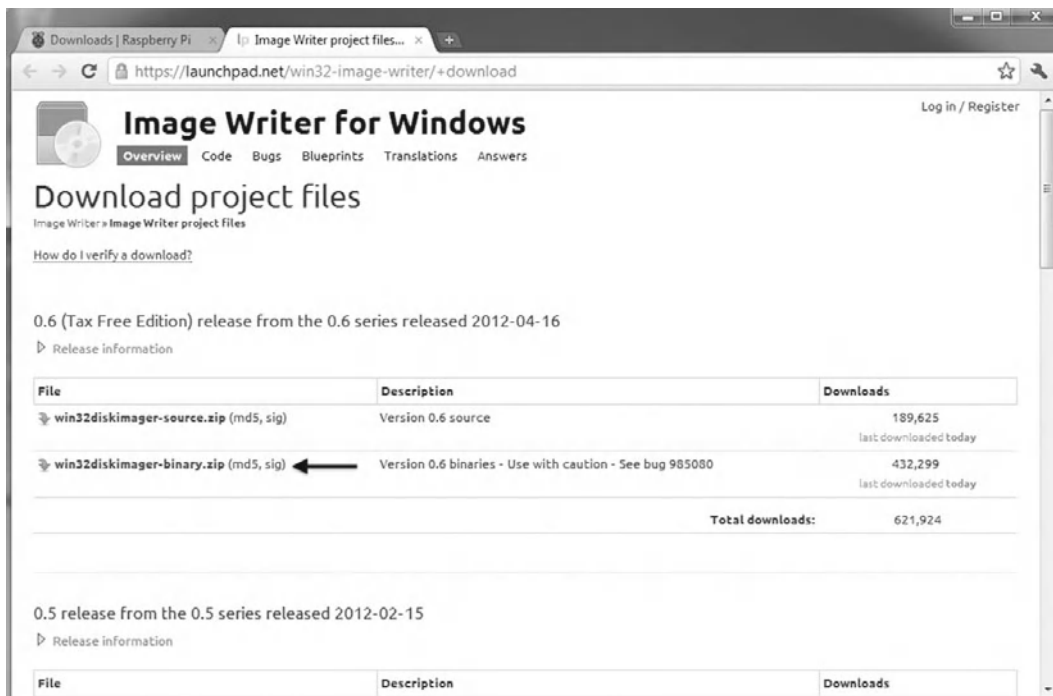 Downloads | Raspberry Pi
Image Writer project files...
https://launchpad.net/win32-image-writer/+download
Log in / Register
Image Writer for Windows
Overview Code Bugs Blueprints Translations Answers
Download project files
Image Writer » Image Writer project files
How do I verify a download?
0.6 (Tax Free Edition) release from the 0.6 series released 2012-04-16
Release information
File Description Downloads
win32diskimager-source.zip (md5, sig) Version 0.6 source 189,625
last downloaded today
win32diskimager-binary.zip (md5, sig) Version 0.6 binaries - Use with caution - See bug 985080 432,299
last downloaded today
Total downloads: 621,924
0.5 release from the 0.5 series released 2012-02-15
Release information
File Description Downloads